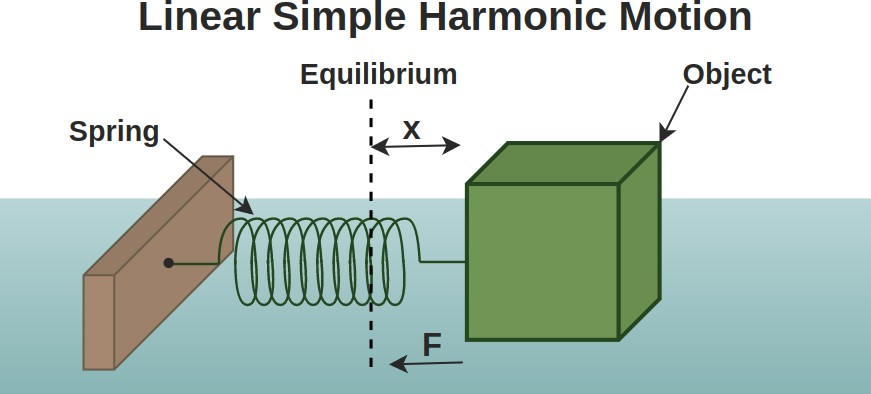 Linear Simple Harmonic Motion
Equilibrium
Object
Spring
x
F